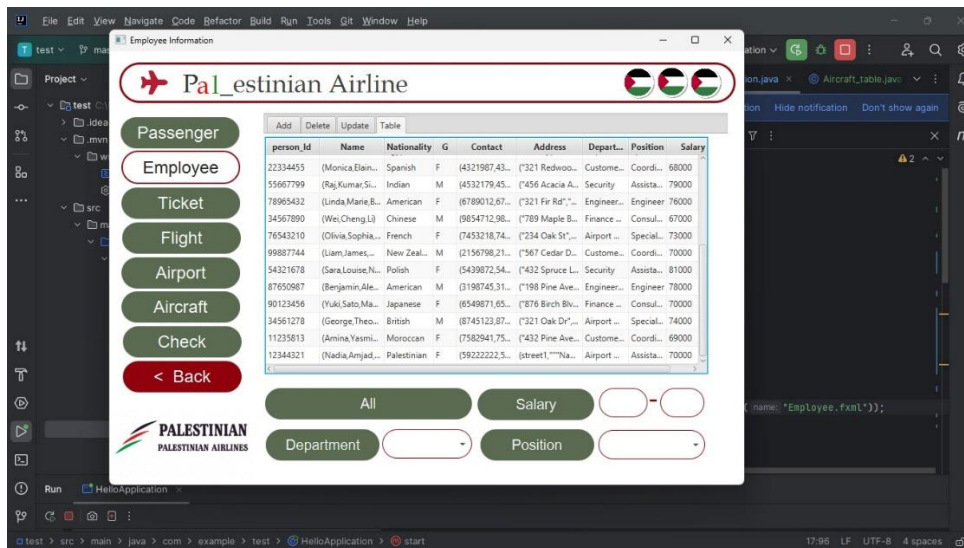 File Edit View Navigate Code Refactor Build Run Tools Git Window Help
Employee Information
test
Pal_estinian Airline
Project
ion.java
Aircraft_table.java
Hide notification Don't show again
test
.idea
.mvn
src
Passenger
Employee
Ticket
Flight
Airport
Aircraft
Check
< Back
PALESTINIAN
PALESTINIAN AIRLINES
Add Delete Update Table
person_Id Name Nationality G Contact Address Depart... Position Salary
22334455 (Monica,Elain... Spanish F (4321987,43... ("321 Redwoo... Custome... Coordi... 68000
55667799 (Raj,Kumar,Si... Indian M (4532179,45... ("456 Acacia A... Security Assista... 79000
78965432 (Linda,Marie,B... American F (6789012,67... ("321 Fir Rd","... Engineer... Engineer 76000
34567890 (Wei,Cheng,Li) Chinese M (9854712,98... ("789 Maple B... Finance ... Consul... 67000
76543210 (Olivia,Sophia,... French F (7453218,74... ("234 Oak St",... Airport ... Special... 73000
99887744 (Liam,James,... New Zeal... M (2156798,21... ("567 Cedar D... Custome... Coordi... 70000
54321678 (Sara,Louise,N... Polish F (5439872,54... ("432 Spruce L... Security Assista... 81000
87650987 (Benjamin,Ale... American M (3198745,31... ("198 Pine Ave... Engineer... Engineer 78000
90123456 (Yuki,Sato,Ma... Japanese F (6549871,65... ("876 Birch Blv... Finance ... Consul... 70000
34561278 (George,Theo... British M (8745123,87... ("321 Oak Dr",... Airport ... Special... 74000
11235813 (Amina,Yasmi... Moroccan F (7582941,75... ("432 Pine Ave... Custome... Coordi... 69000
12344321 (Nadia,Amjad,... Palestinian F (59222222,5... (street1,"""Na... Airport ... Assista... 70000
All Salary -
Department Position
2
( name: "Employee.fxml"));
Run HelloApplication
test > src > main > java > com > example > test > HelloApplication > start
17:96 LF UTF-8 4 spaces